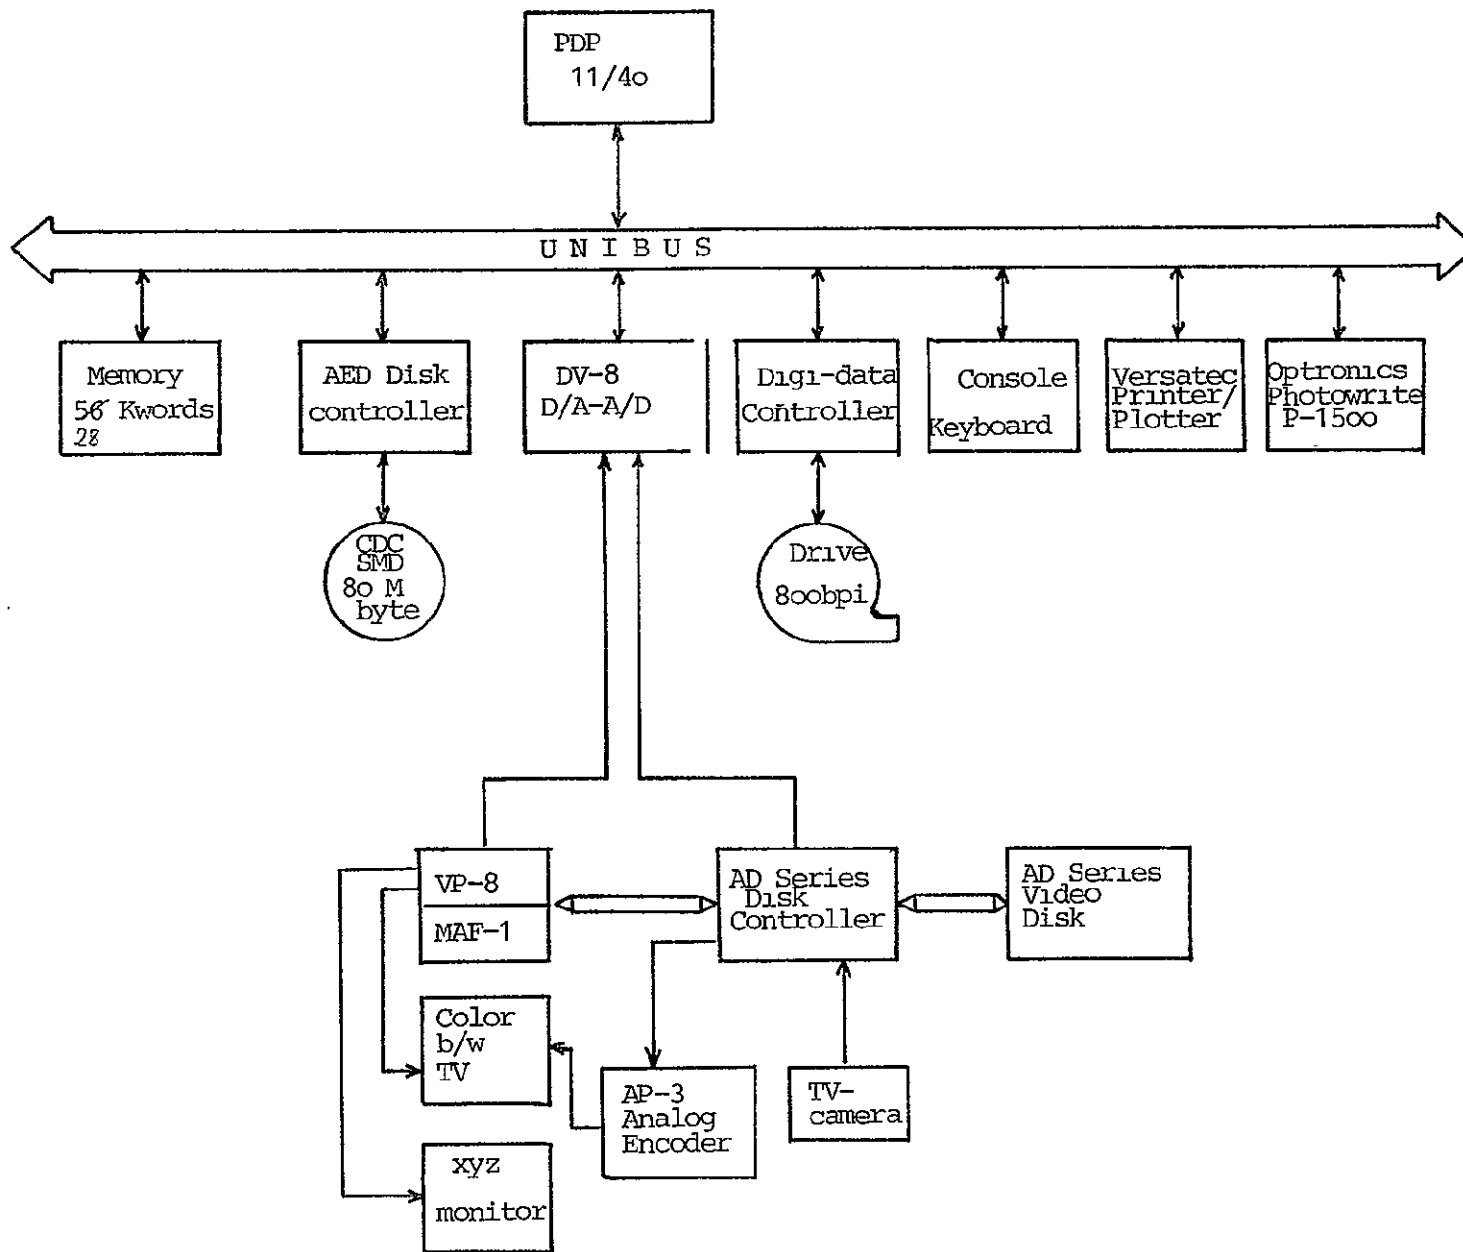 PDP
11/40
UNIBUS
Memory
56 Kwords
28
AED Disk
controller
DV-8
D/A-A/D
Digi-data
Controller
Console
Keyboard
Versatec
Printer/
Plotter
Optronics
Photowrite
P-1500
CDC
SMD
80 M
byte
Drive
800bpi
VP-8
MAF-1
AD Series
Disk
Controller
AD Series
Video
Disk
Color
b/w
TV
AP-3
Analog
Encoder
TV-
camera
xyz
monitor